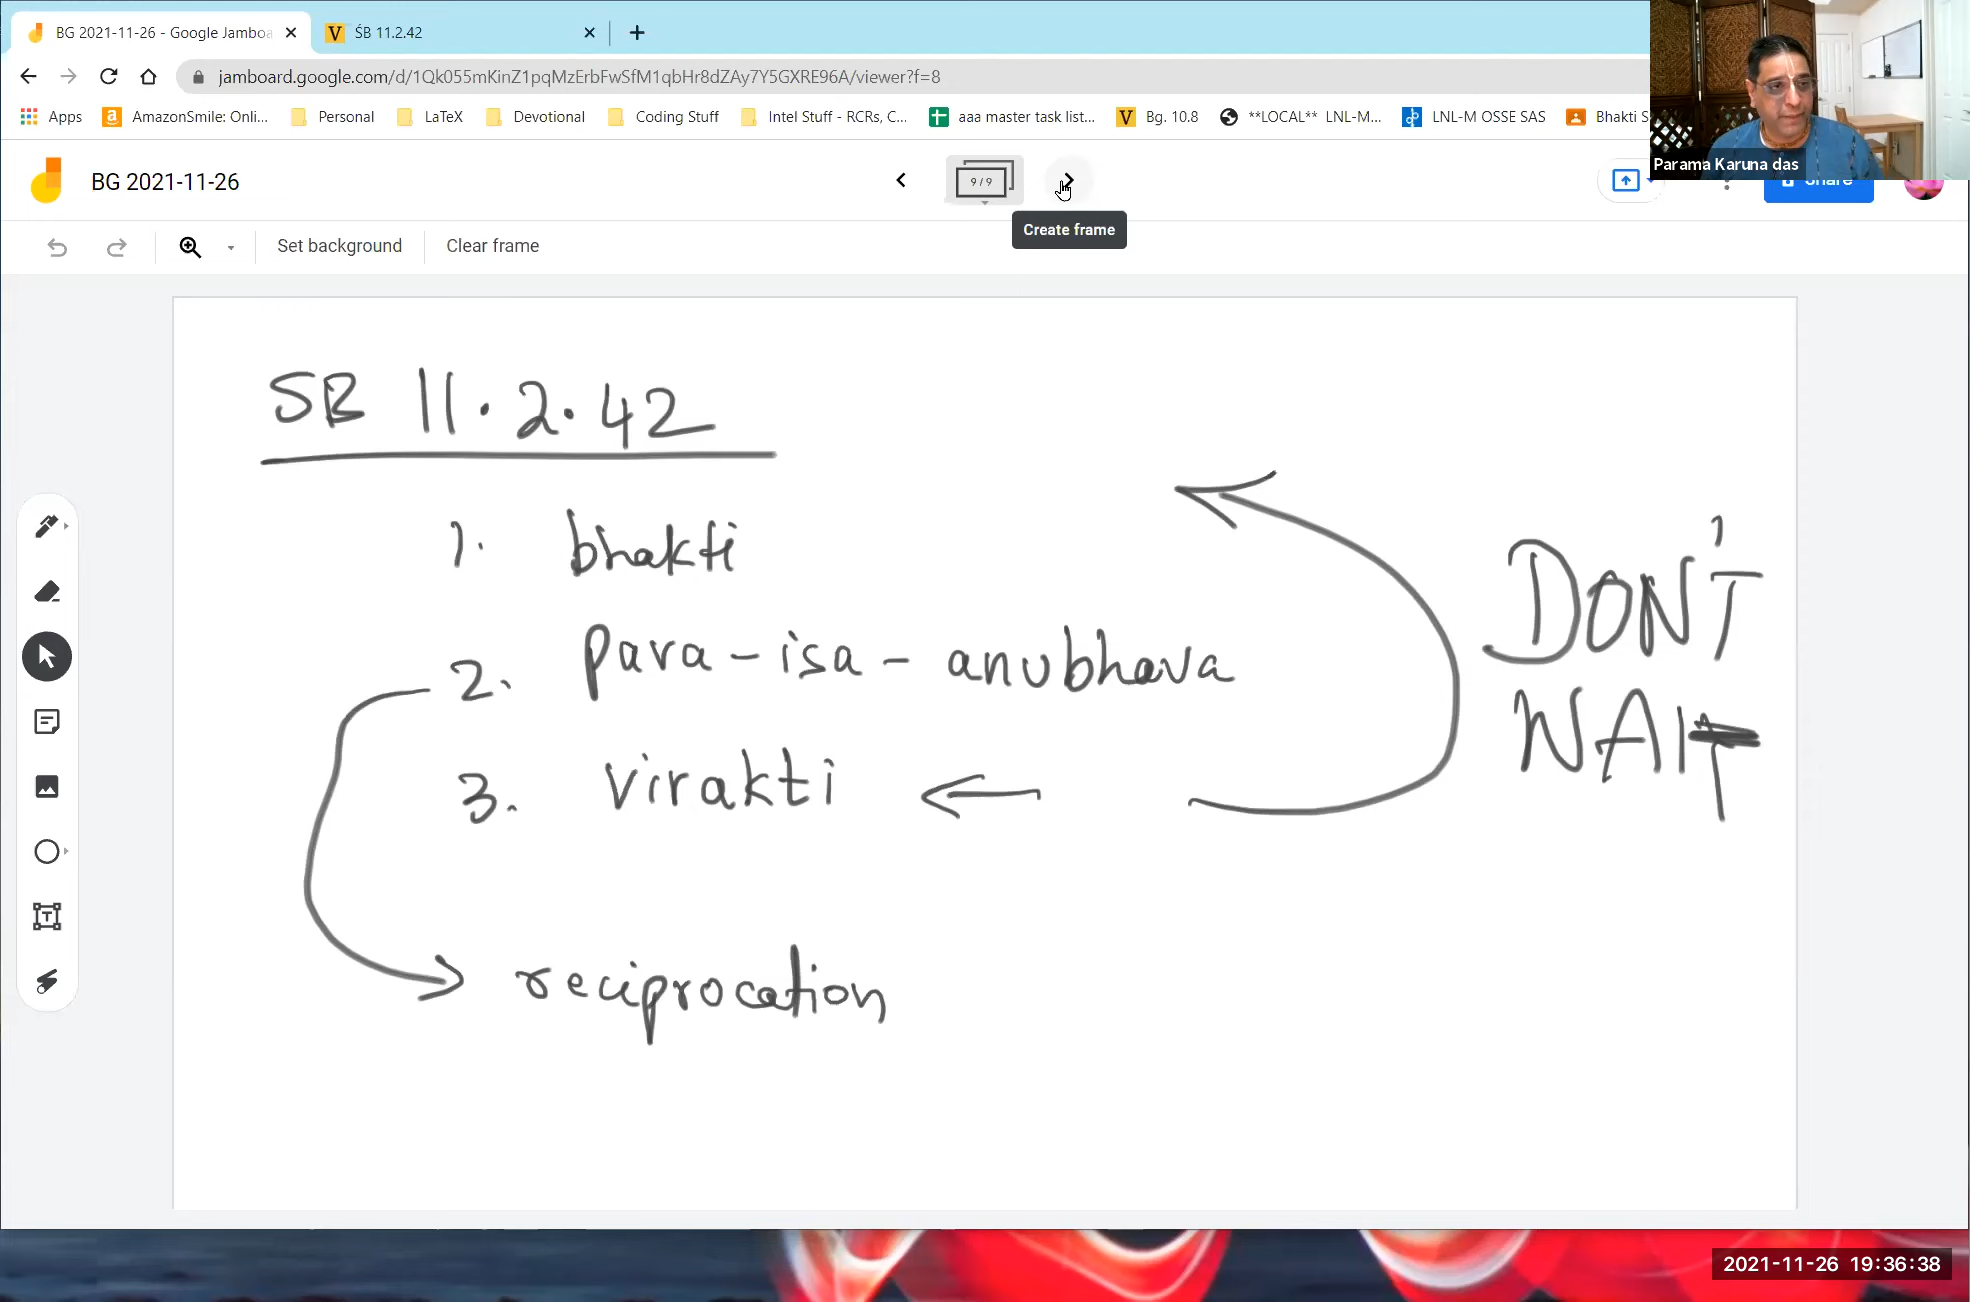 BG 2021-11-26 - Google Jamboa
ŚB 11.2.42
jamboard.google.com/d/1Qk055mKinZ1pqMzErbFwSfM1qbHr8dZAy7Y5GXRE96A/viewer?f=8
Apps AmazonSmile: Onli... Personal LaTeX Devotional Coding Stuff Intel Stuff - RCRs, C... aaa master task list... Bg. 10.8 **LOCAL** LNL-M... LNL-M OSSE SAS Bhakti S
Parama Karuna das
BG 2021-11-26
9 / 9
Share
Create frame
Set background Clear frame
SB 11.2.42
1. bhakti
2. para-isa-anubhava
3. virakti
reciprocation
DON'T
WAIT
2021-11-26 19:36:38